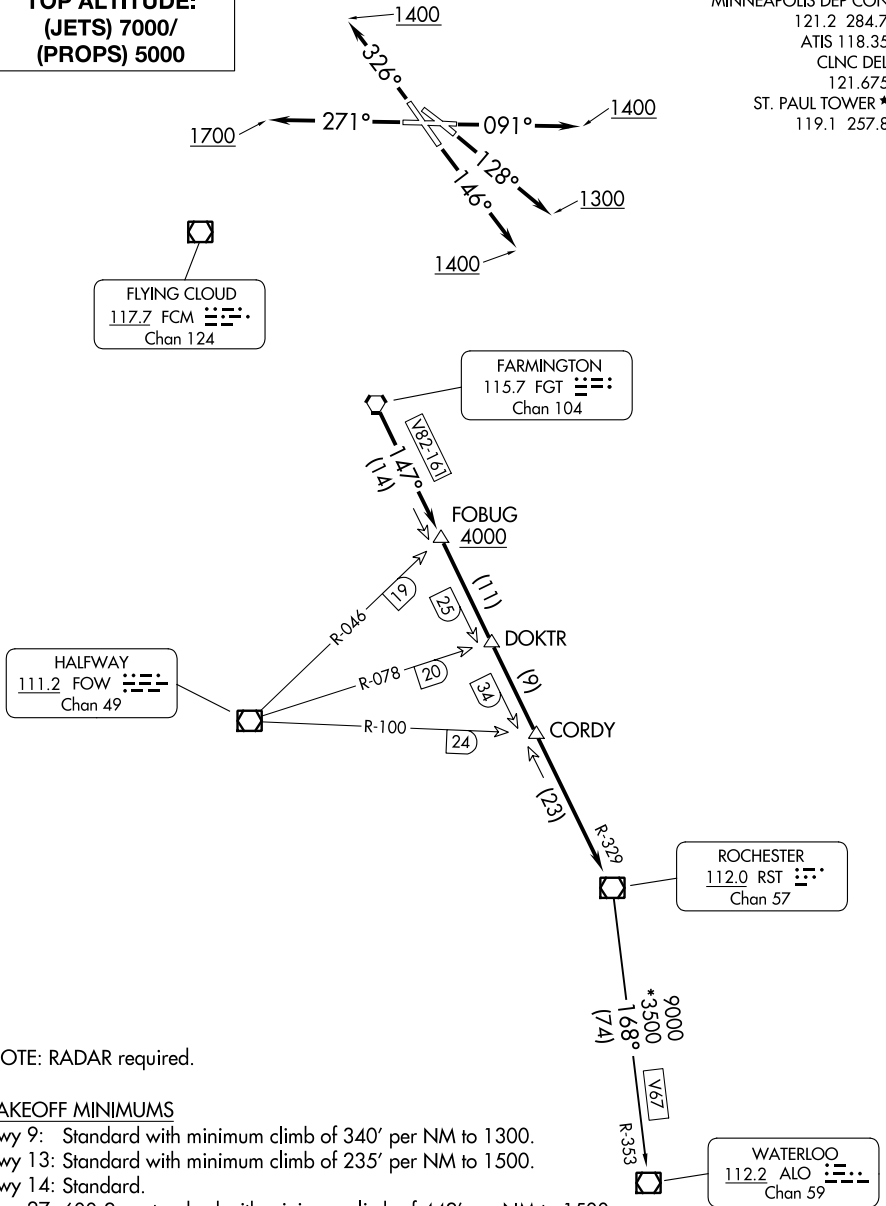 TOP ALTITUDE:
(JETS) 7000/
(PROPS) 5000
MINNEAPOLIS DEP CON
121.2 284.7
ATIS 118.35
CLNC DEL
121.675
ST. PAUL TOWER ★
119.1 257.8
1400
326°
1700
271°
091°
1400
128°
1300
146°
1400
FLYING CLOUD
117.7 FCM
Chan 124
FARMINGTON
115.7 FGT
Chan 104
V82-161
147°
(14)
FOBUG
4000
(11)
19
R-046
25
DOKTR
HALFWAY
111.2 FOW
Chan 49
R-078
20
(9)
34
R-100
24
CORDY
(23)
R-329
ROCHESTER
112.0 RST
Chan 57
9000
*3500
168°
(74)
V67
R-353
WATERLOO
112.2 ALO
Chan 59
OTE: RADAR required.
AKEOFF MINIMUMS
wy 9: Standard with minimum climb of 340' per NM to 1300.
wy 13: Standard with minimum climb of 235' per NM to 1500.
wy 14: Standard.